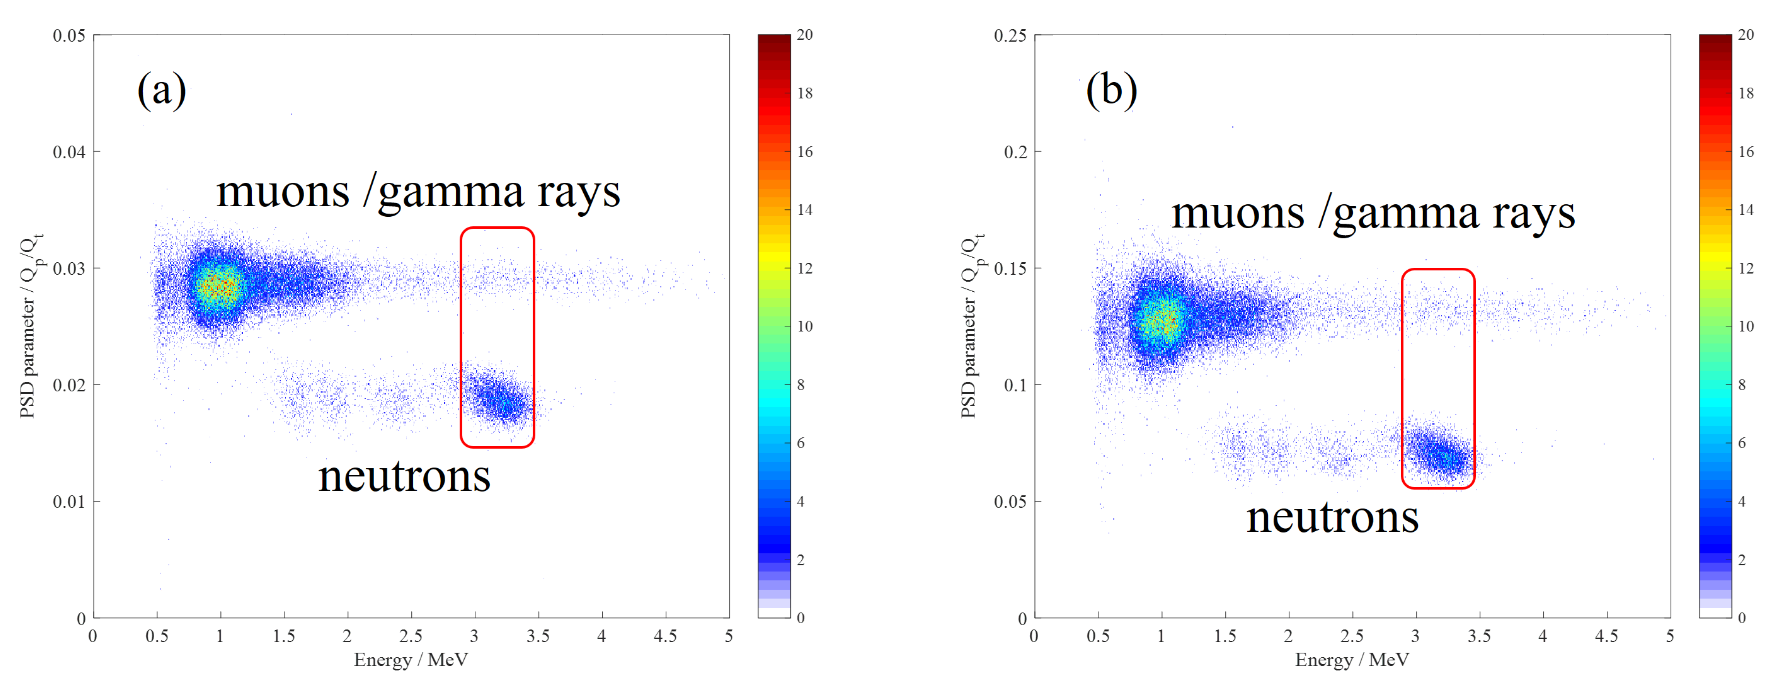 (a)
muons /gamma rays
neutrons
PSD parameter / Qp/Qt
0.05
0.04
0.03
0.02
0.01
0
0 0.5 1 1.5 2 2.5 3 3.5 4 4.5 5
Energy / MeV
20
18
16
14
12
10
8
6
4
2
0
(b)
muons /gamma rays
neutrons
PSD parameter / Qp/Qt
0.25
0.2
0.15
0.1
0.05
0
0 0.5 1 1.5 2 2.5 3 3.5 4 4.5 5
Energy / MeV
20
18
16
14
12
10
8
6
4
2
0